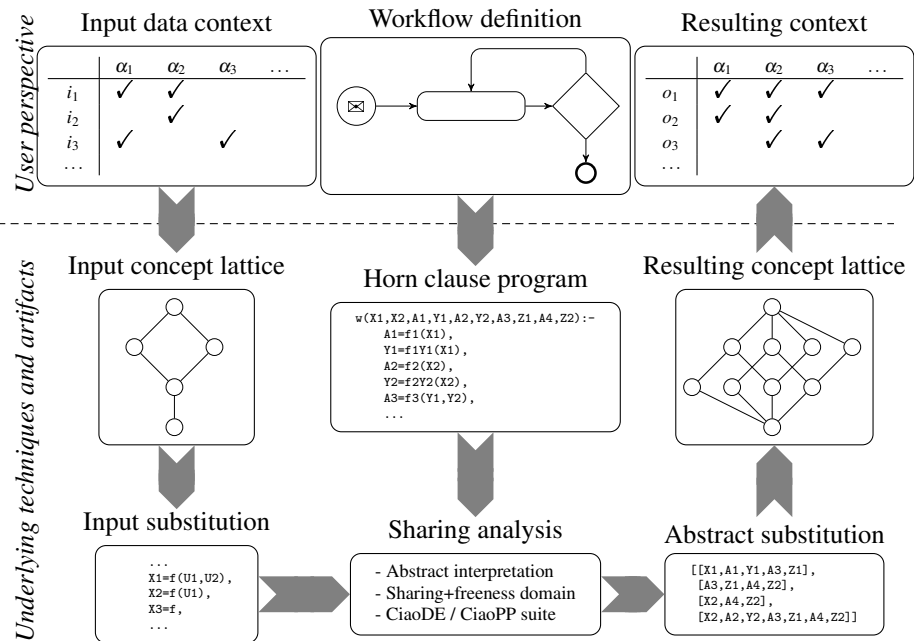 Input data context
Workflow definition
Resulting context
User perspective
α1 α2 α3 ...
i1 ✓ ✓
i2 ✓
i3 ✓ ✓
...
α1 α2 α3 ...
o1 ✓ ✓ ✓
o2 ✓ ✓
o3 ✓ ✓
...
Underlying techniques and artifacts
Input concept lattice
Horn clause program
w(X1,X2,A1,Y1,A2,Y2,A3,Z1,A4,Z2):-
A1=f1(X1),
Y1=f1Y1(X1),
A2=f2(X2),
Y2=f2Y2(X2),
A3=f3(Y1,Y2),
...
Resulting concept lattice
Input substitution
...
X1=f(U1,U2),
X2=f(U1),
X3=f,
...
Sharing analysis
- Abstract interpretation
- Sharing+freeness domain
- CiaoDE / CiaoPP suite
Abstract substitution
[[X1,A1,Y1,A3,Z1],
[A3,Z1,A4,Z2],
[X2,A4,Z2],
[X2,A2,Y2,A3,Z1,A4,Z2]]